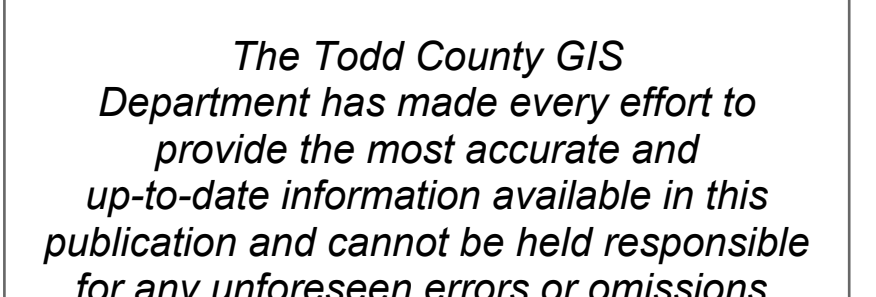 The Todd County GIS
Department has made every effort to
provide the most accurate and
up-to-date information available in this
publication and cannot be held responsible
for any unforeseen errors or omissions